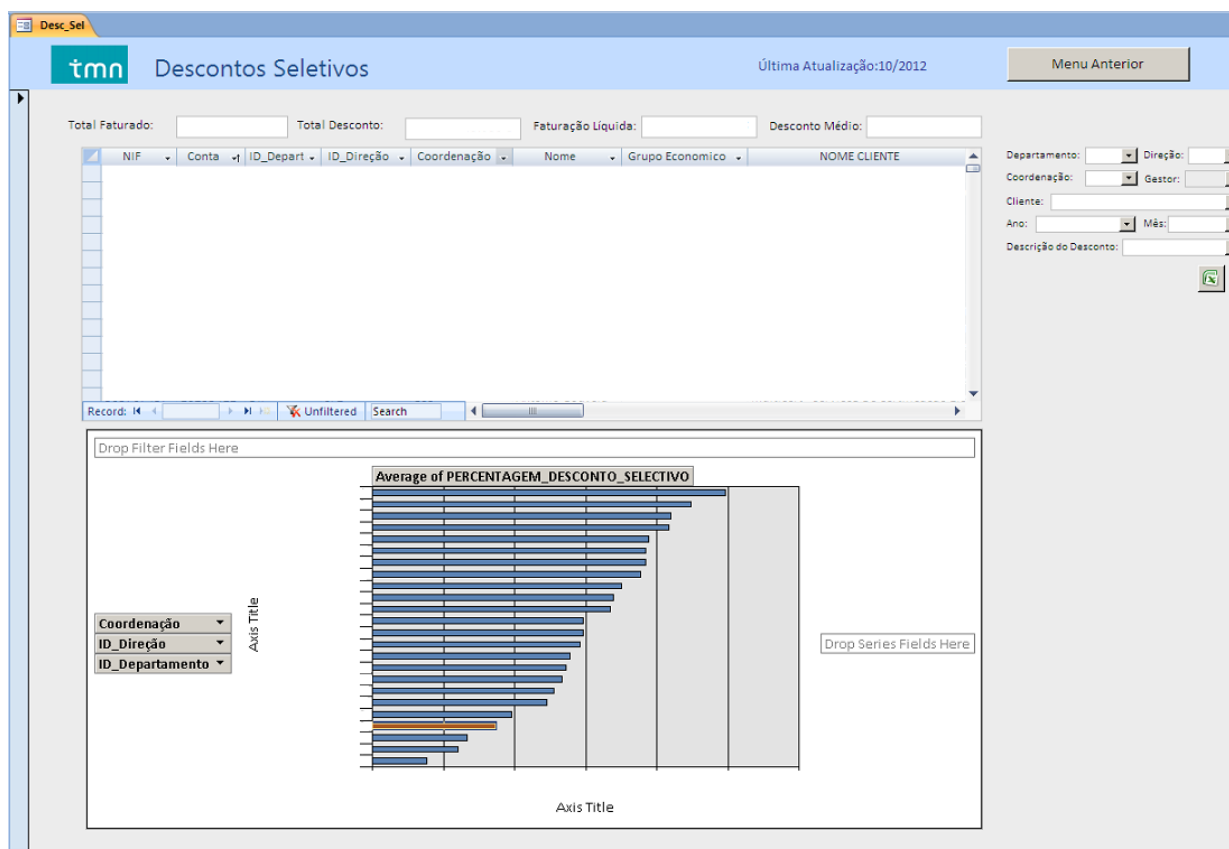 Desc_Sel
tmn Descontos Seletivos Última Atualização:10/2012 Menu Anterior
Total Faturado: Total Desconto: Faturação Líquida: Desconto Médio:
NIF Conta ID_Depart ID_Direção Coordenação Nome Grupo Economico NOME CLIENTE
Departamento: Direção:
Coordenação: Gestor:
Cliente:
Ano: Mês:
Descrição do Desconto:
Record: Unfiltered Search
Drop Filter Fields Here
Average of PERCENTAGEM_DESCONTO_SELECTIVO
Axis Title
Coordenação
ID_Direção
ID_Departamento
Drop Series Fields Here
Axis Title